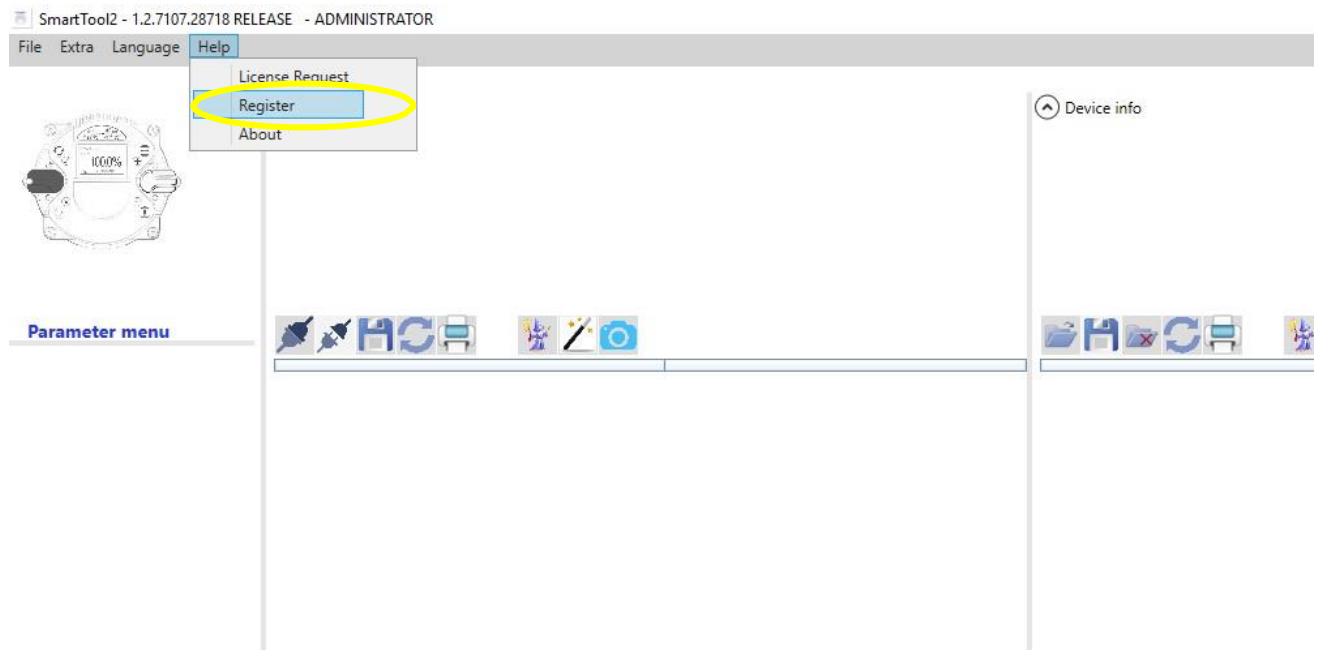 SmartTool2 - 1.2.7107.28718 RELEASE - ADMINISTRATOR
File Extra Language Help
License Request
Register
About
Device info
100.0%
Parameter menu